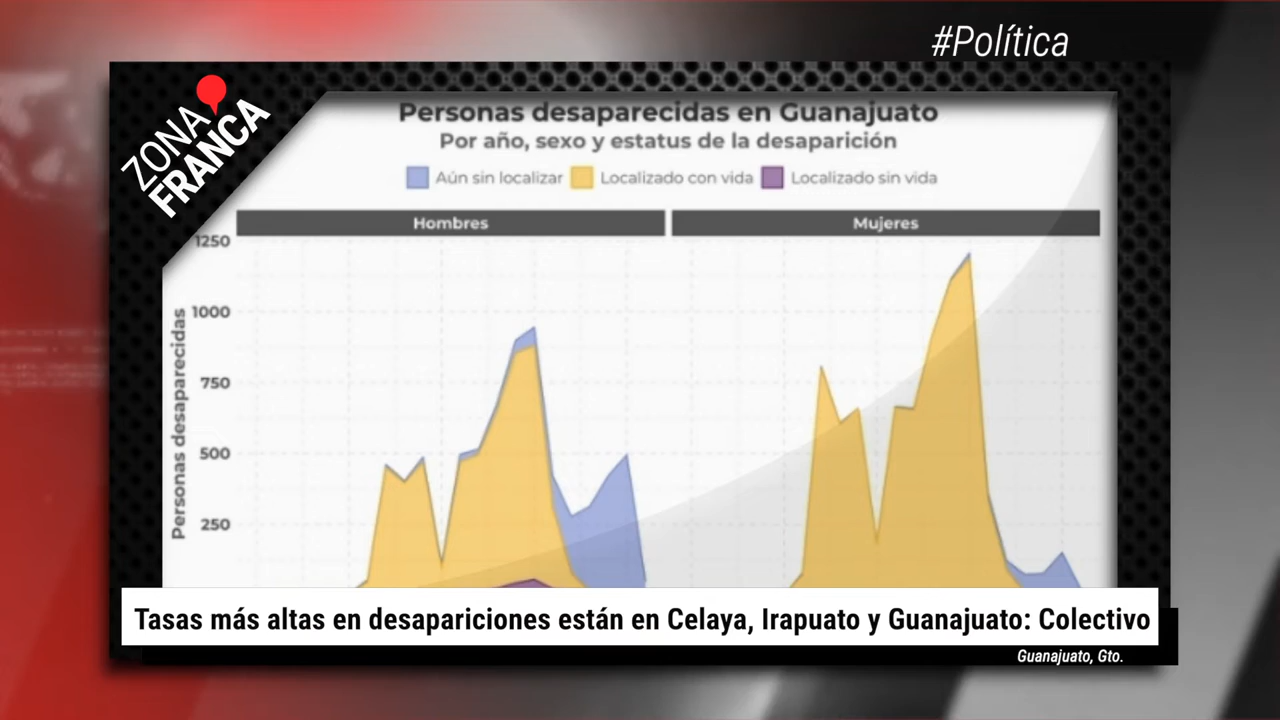 #Política
ZONA
FRANCA
Personas desaparecidas en Guanajuato
Por año, sexo y estatus de la desaparición
Aún sin localizar Localizado con vida Localizado sin vida
Hombres Mujeres
1250
1000
750
500
250
Personas desaparecidas
Tasas más altas en desapariciones están en Celaya, Irapuato y Guanajuato: Colectivo
Guanajuato, Gto.